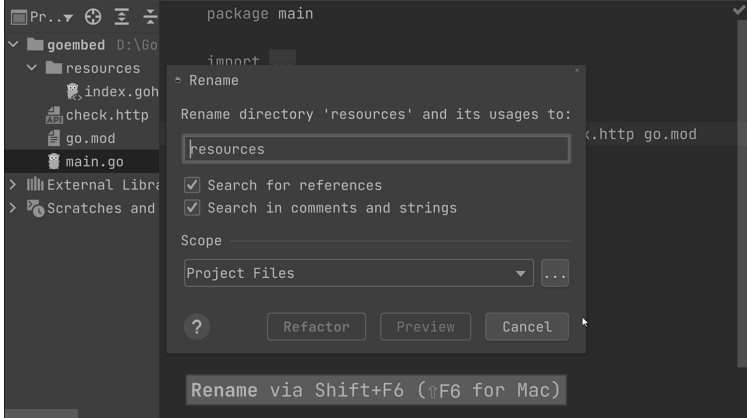 Pr..
package main
goembed D:\Go
import ...
resources
Rename
index.goh
Rename directory 'resources' and its usages to:
check.http
API
go.mod
.http go.mod
resources
main.go
External Libra
Search for references
Scratches and
Search in comments and strings
Scope
Project Files
...
?
Refactor
Preview
Cancel
Rename via Shift+F6 (⇧F6 for Mac)